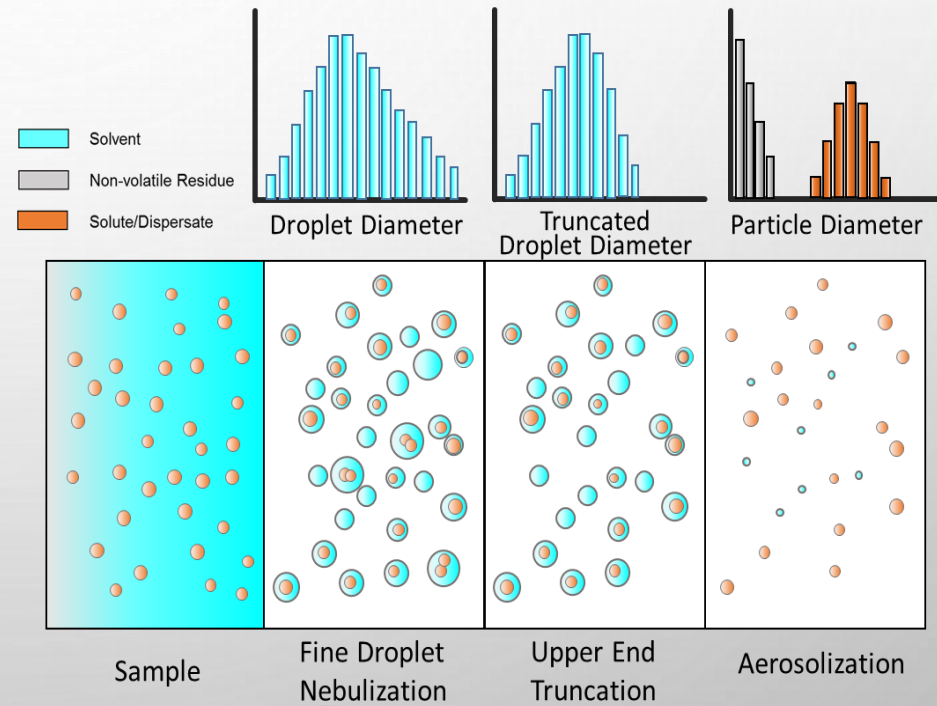 Solvent
Non-volatile Residue
Solute/Dispersate
Droplet Diameter
Truncated
Droplet Diameter
Particle Diameter
Sample
Fine Droplet
Nebulization
Upper End
Truncation
Aerosolization